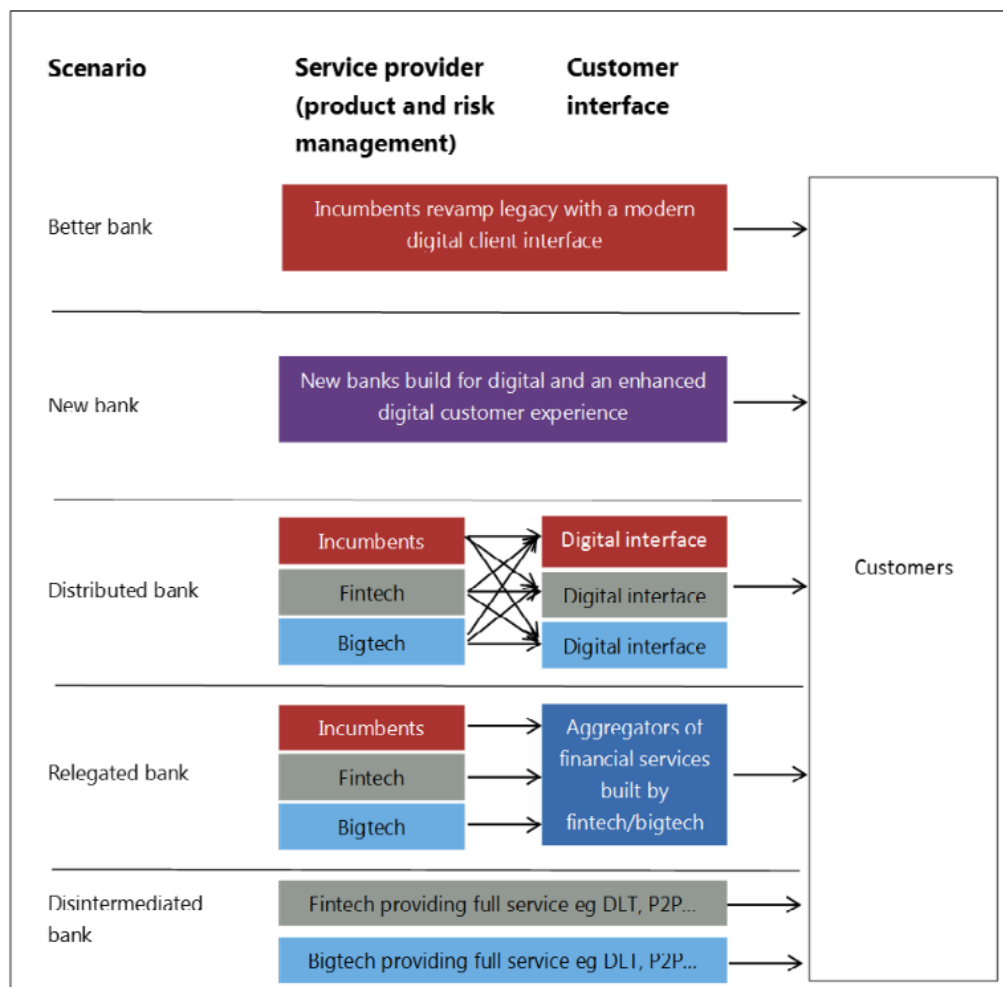 Scenario
Service provider
(product and risk
management)
Customer
interface
Better bank
Incumbents revamp legacy with a modern
digital client interface
New bank
New banks build for digital and an enhanced
digital customer experience
Distributed bank
Incumbents
Fintech
Bigtech
Digital interface
Digital interface
Digital interface
Customers
Relegated bank
Incumbents
Fintech
Bigtech
Aggregators of
financial services
built by
fintech/bigtech
Disintermediated
bank
Fintech providing full service eg DLT, P2P...
Bigtech providing full service eg DLT, P2P...